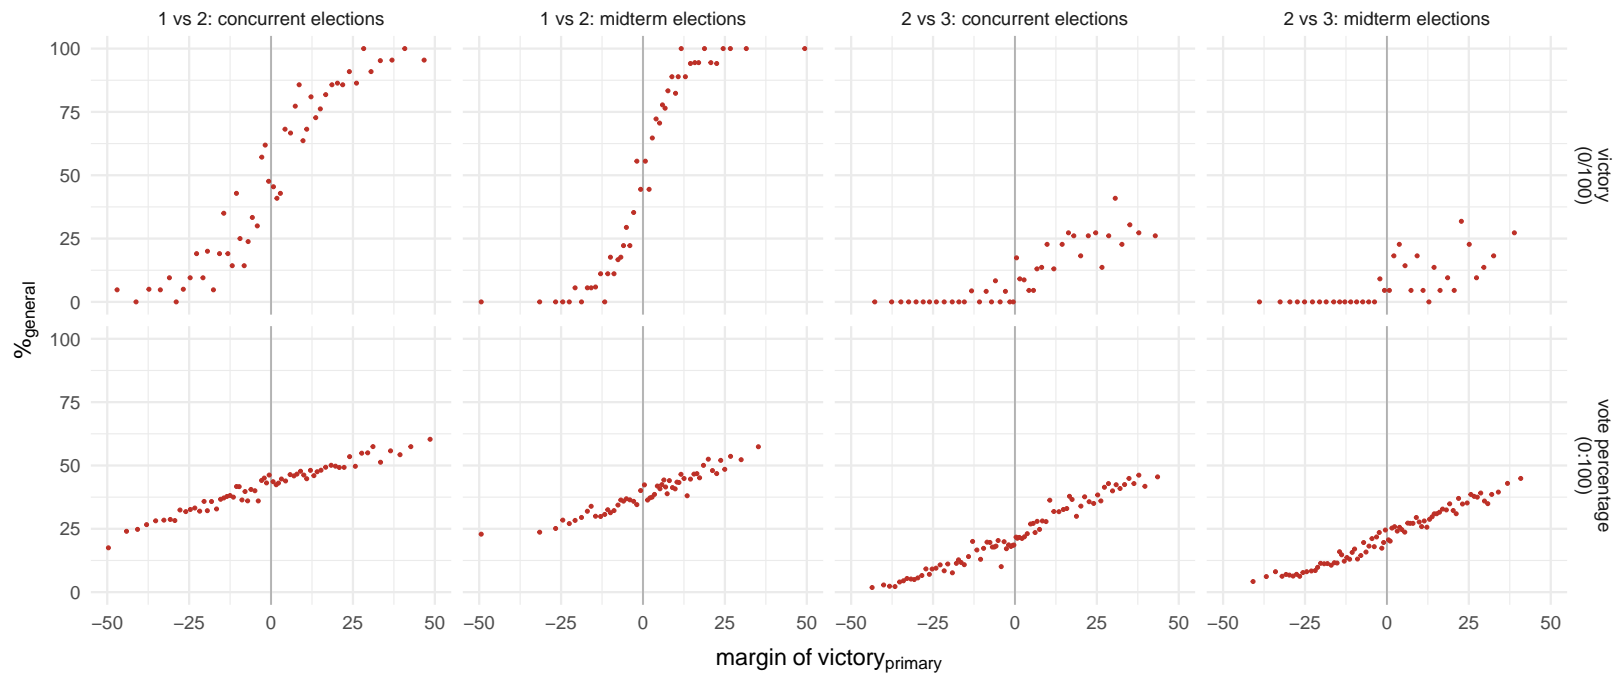 1 vs 2: concurrent elections
1 vs 2: midterm elections
2 vs 3: concurrent elections
2 vs 3: midterm elections
100
75
50
25
0
victory
(0/100)
%general
100
75
50
25
0
vote percentage
(0:100)
−50 −25 0 25 50
−50 −25 0 25 50
−50 −25 0 25 50
−50 −25 0 25 50
margin of victoryprimary